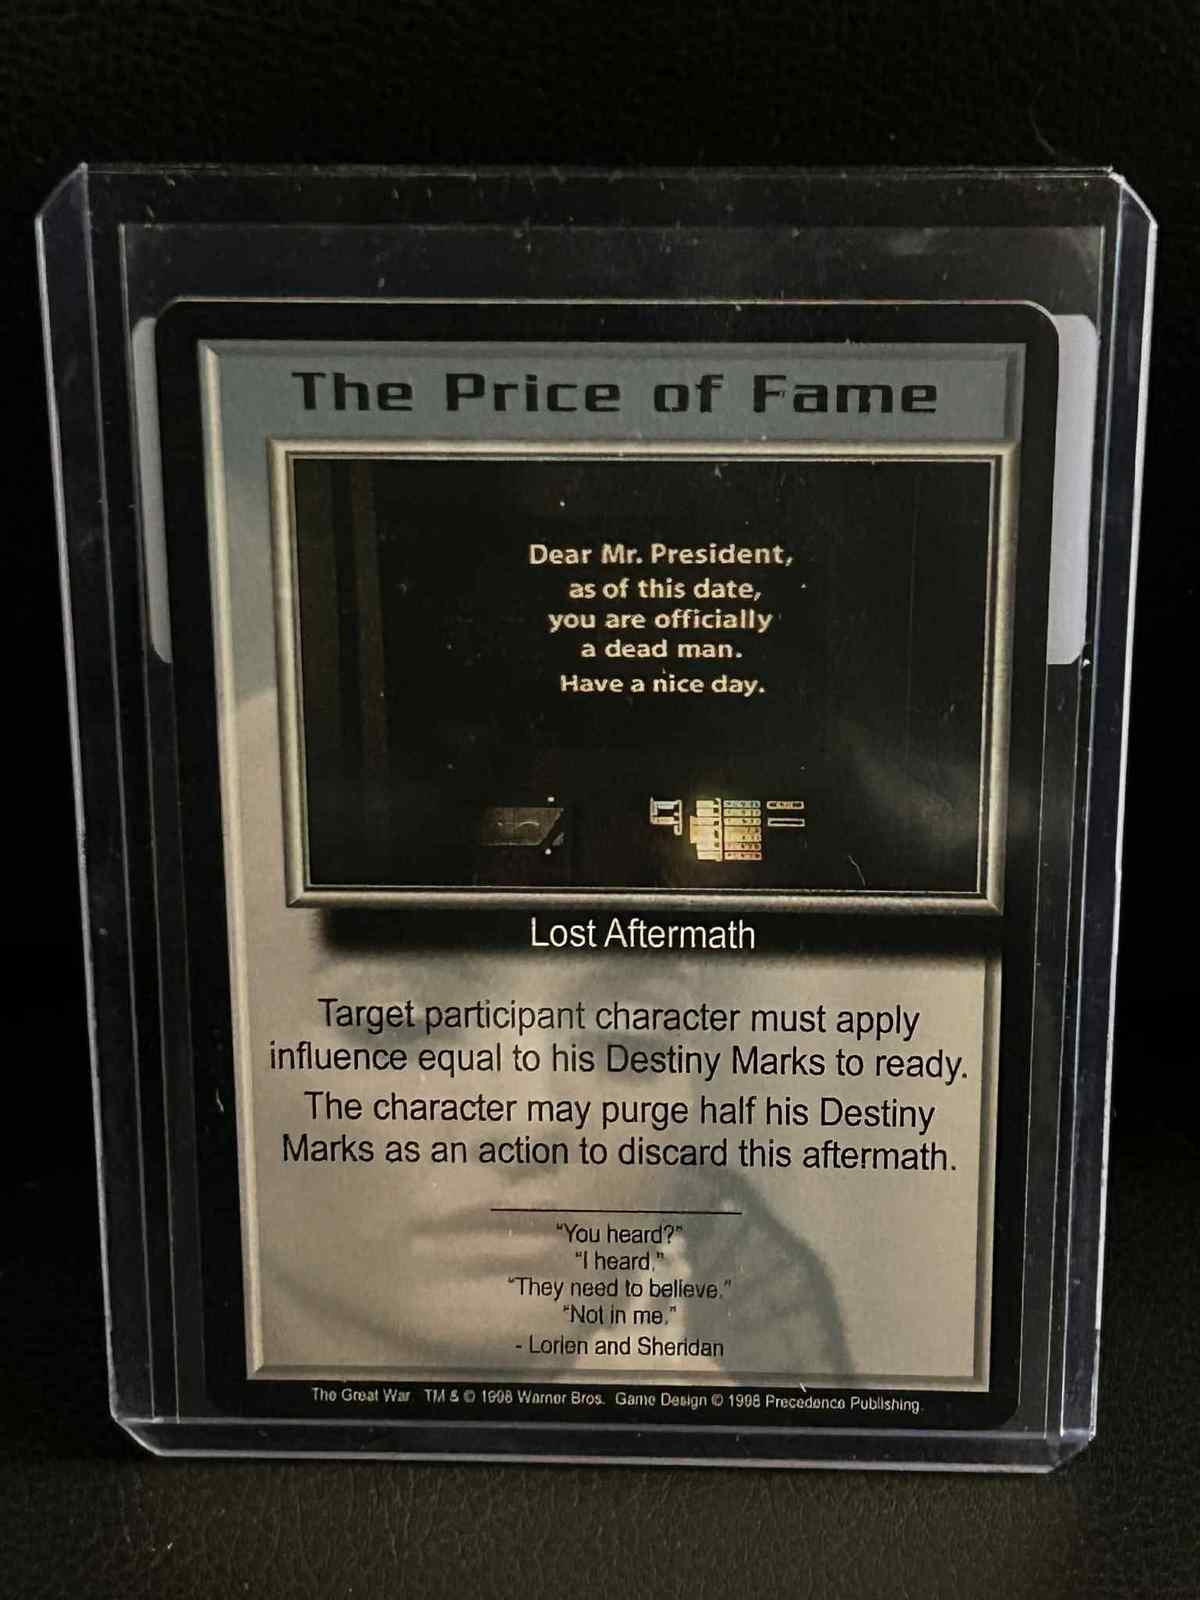 The Price of Fame
Dear Mr. President,
as of this date,
you are officially
a dead man.
Have a nice day.
Lost Aftermath
Target participant character must apply
influence equal to his Destiny Marks to ready.
The character may purge half his Destiny
Marks as an action to discard this aftermath.
"You heard?"
"I heard."
"They need to believe."
"Not in me."
- Lorien and Sheridan
The Great War TM & © 1998 Warner Bros. Game Design © 1998 Precedence Publishing.